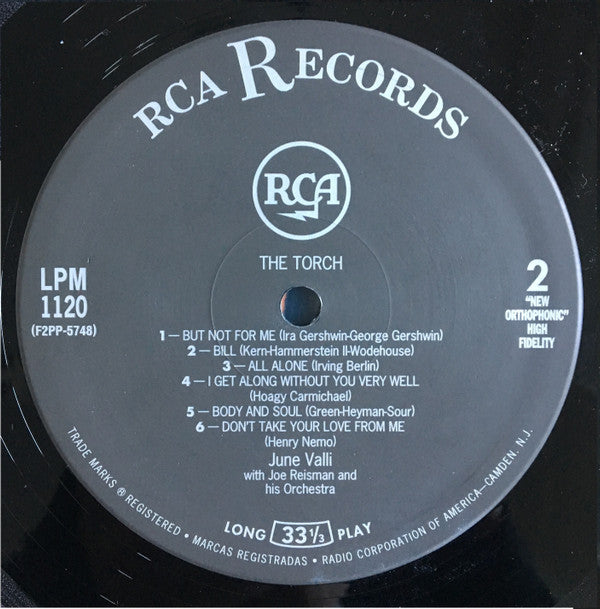 RCA RECORDS
RCA
THE TORCH
LPM
1120
(F2PP-5748)
2
"NEW
ORTHOPHONIC"
HIGH
FIDELITY
1 — BUT NOT FOR ME (Ira Gershwin-George Gershwin)
2 — BILL (Kern-Hammerstein II-Wodehouse)
3 — ALL ALONE (Irving Berlin)
4 — I GET ALONG WITHOUT YOU VERY WELL
(Hoagy Carmichael)
5 — BODY AND SOUL (Green-Heyman-Sour)
6 — DON'T TAKE YOUR LOVE FROM ME
(Henry Nemo)
June Valli
with Joe Reisman and
his Orchestra
LONG 33 1/3 PLAY
TRADE MARKS ® REGISTERED • MARCAS REGISTRADAS • RADIO CORPORATION OF AMERICA—CAMDEN, N.J.